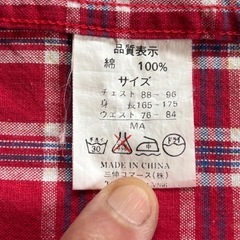 品質表示
綿 100%
サイズ
チェスト 88－96
身 長165－175
ウエスト 76－84
MA
MADE IN CHINA
三伸コマース(株)